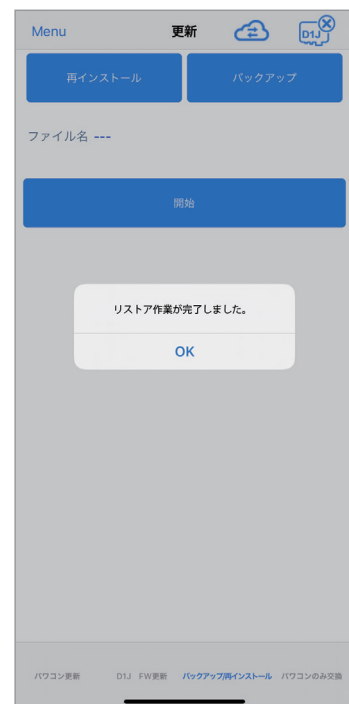 Menu 更新 D1J
再インストール バックアップ
ファイル名 ---
開始
リストア作業が完了しました。
OK
パワコン更新 D1J FW更新 バックアップ/再インストール パワコンのみ交換